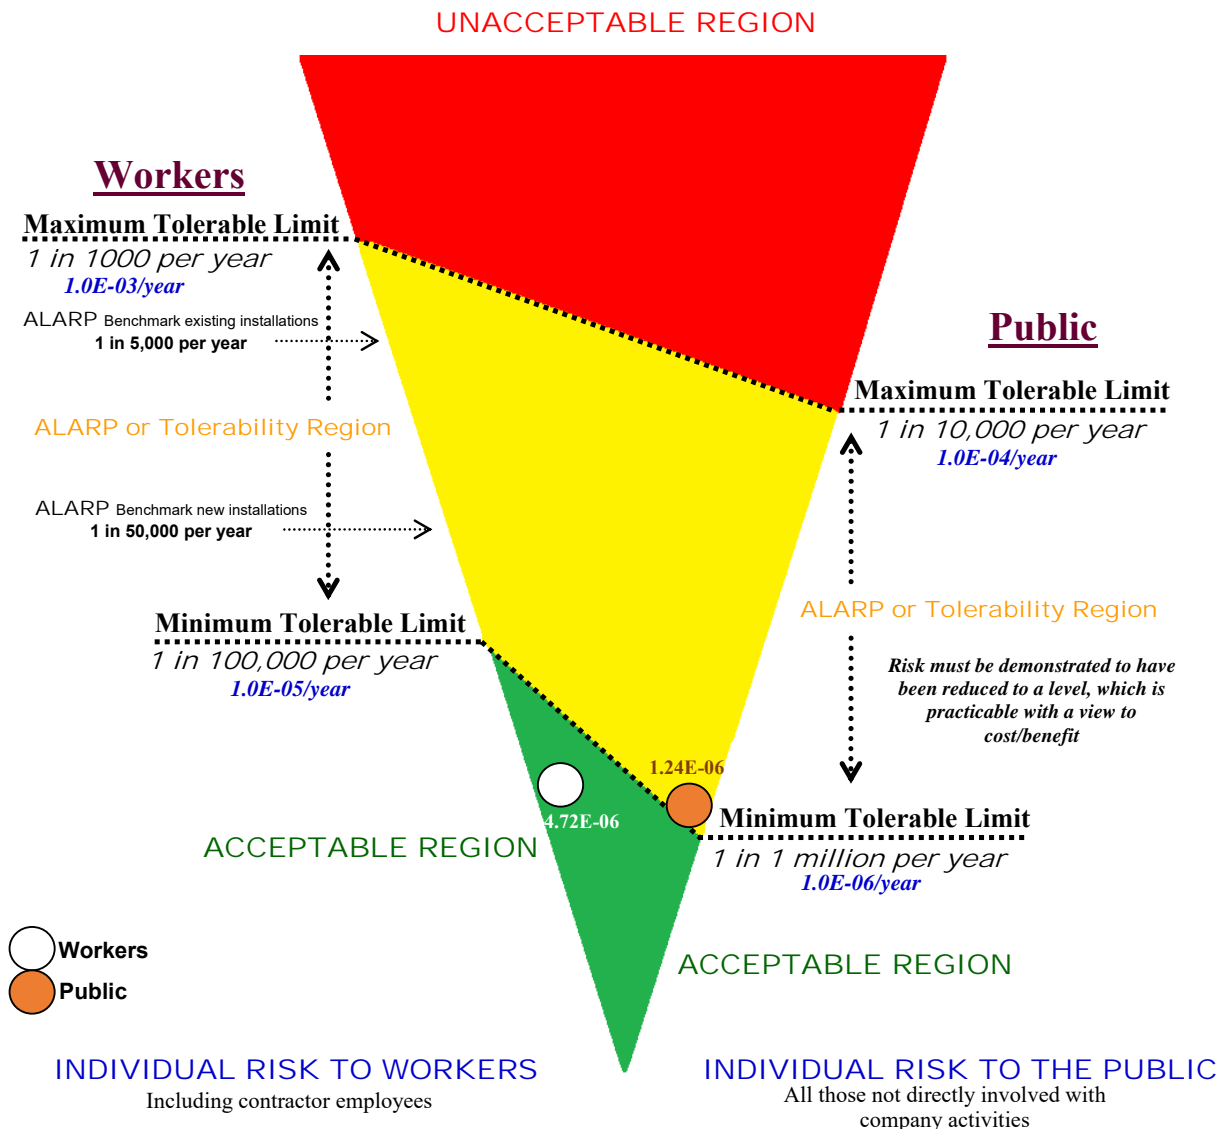 UNACCEPTABLE REGION
Workers
Maximum Tolerable Limit
1 in 1000 per year
1.0E-03/year
ALARP Benchmark existing installations
1 in 5,000 per year
ALARP or Tolerability Region
ALARP Benchmark new installations
1 in 50,000 per year
Minimum Tolerable Limit
1 in 100,000 per year
1.0E-05/year
Public
Maximum Tolerable Limit
1 in 10,000 per year
1.0E-04/year
ALARP or Tolerability Region
Risk must be demonstrated to have
been reduced to a level, which is
practicable with a view to
cost/benefit
1.24E-06
4.72E-06
Minimum Tolerable Limit
1 in 1 million per year
1.0E-06/year
ACCEPTABLE REGION
ACCEPTABLE REGION
Workers
Public
INDIVIDUAL RISK TO WORKERS
Including contractor employees
INDIVIDUAL RISK TO THE PUBLIC
All those not directly involved with
company activities